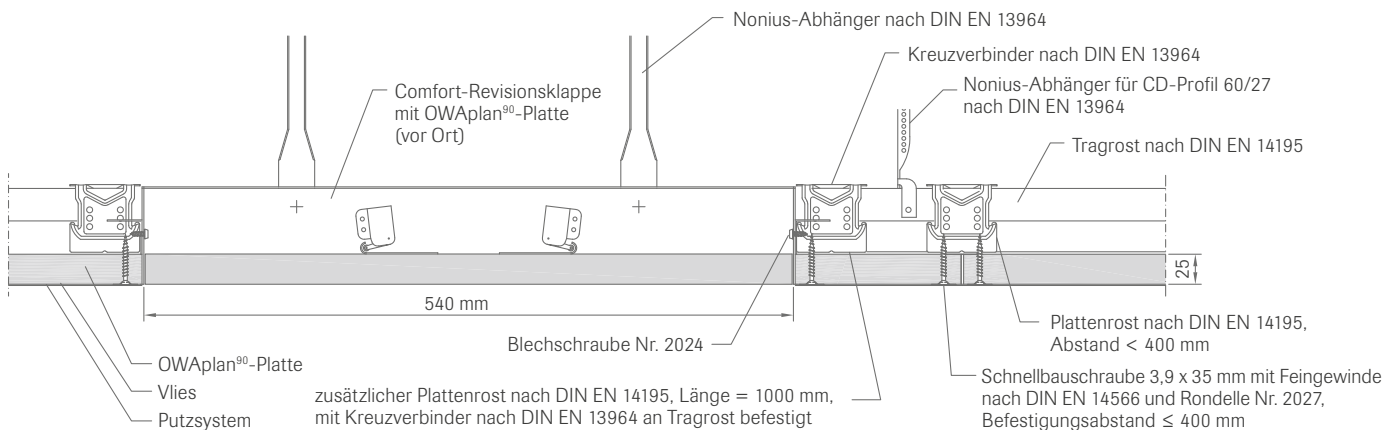 Nonius-Abhänger nach DIN EN 13964
Kreuzverbinder nach DIN EN 13964
Nonius-Abhänger für CD-Profil 60/27
nach DIN EN 13964
Comfort-Revisionsklappe
mit OWAplan⁹⁰-Platte
(vor Ort)
Tragrost nach DIN EN 14195
25
540 mm
Blechschraube Nr. 2024
Plattenrost nach DIN EN 14195,
Abstand < 400 mm
OWAplan⁹⁰-Platte
Vlies
Putzsystem
zusätzlicher Plattenrost nach DIN EN 14195, Länge = 1000 mm,
mit Kreuzverbinder nach DIN EN 13964 an Tragrost befestigt
Schnellbauschraube 3,9 x 35 mm mit Feingewinde
nach DIN EN 14566 und Rondelle Nr. 2027,
Befestigungsabstand ≤ 400 mm